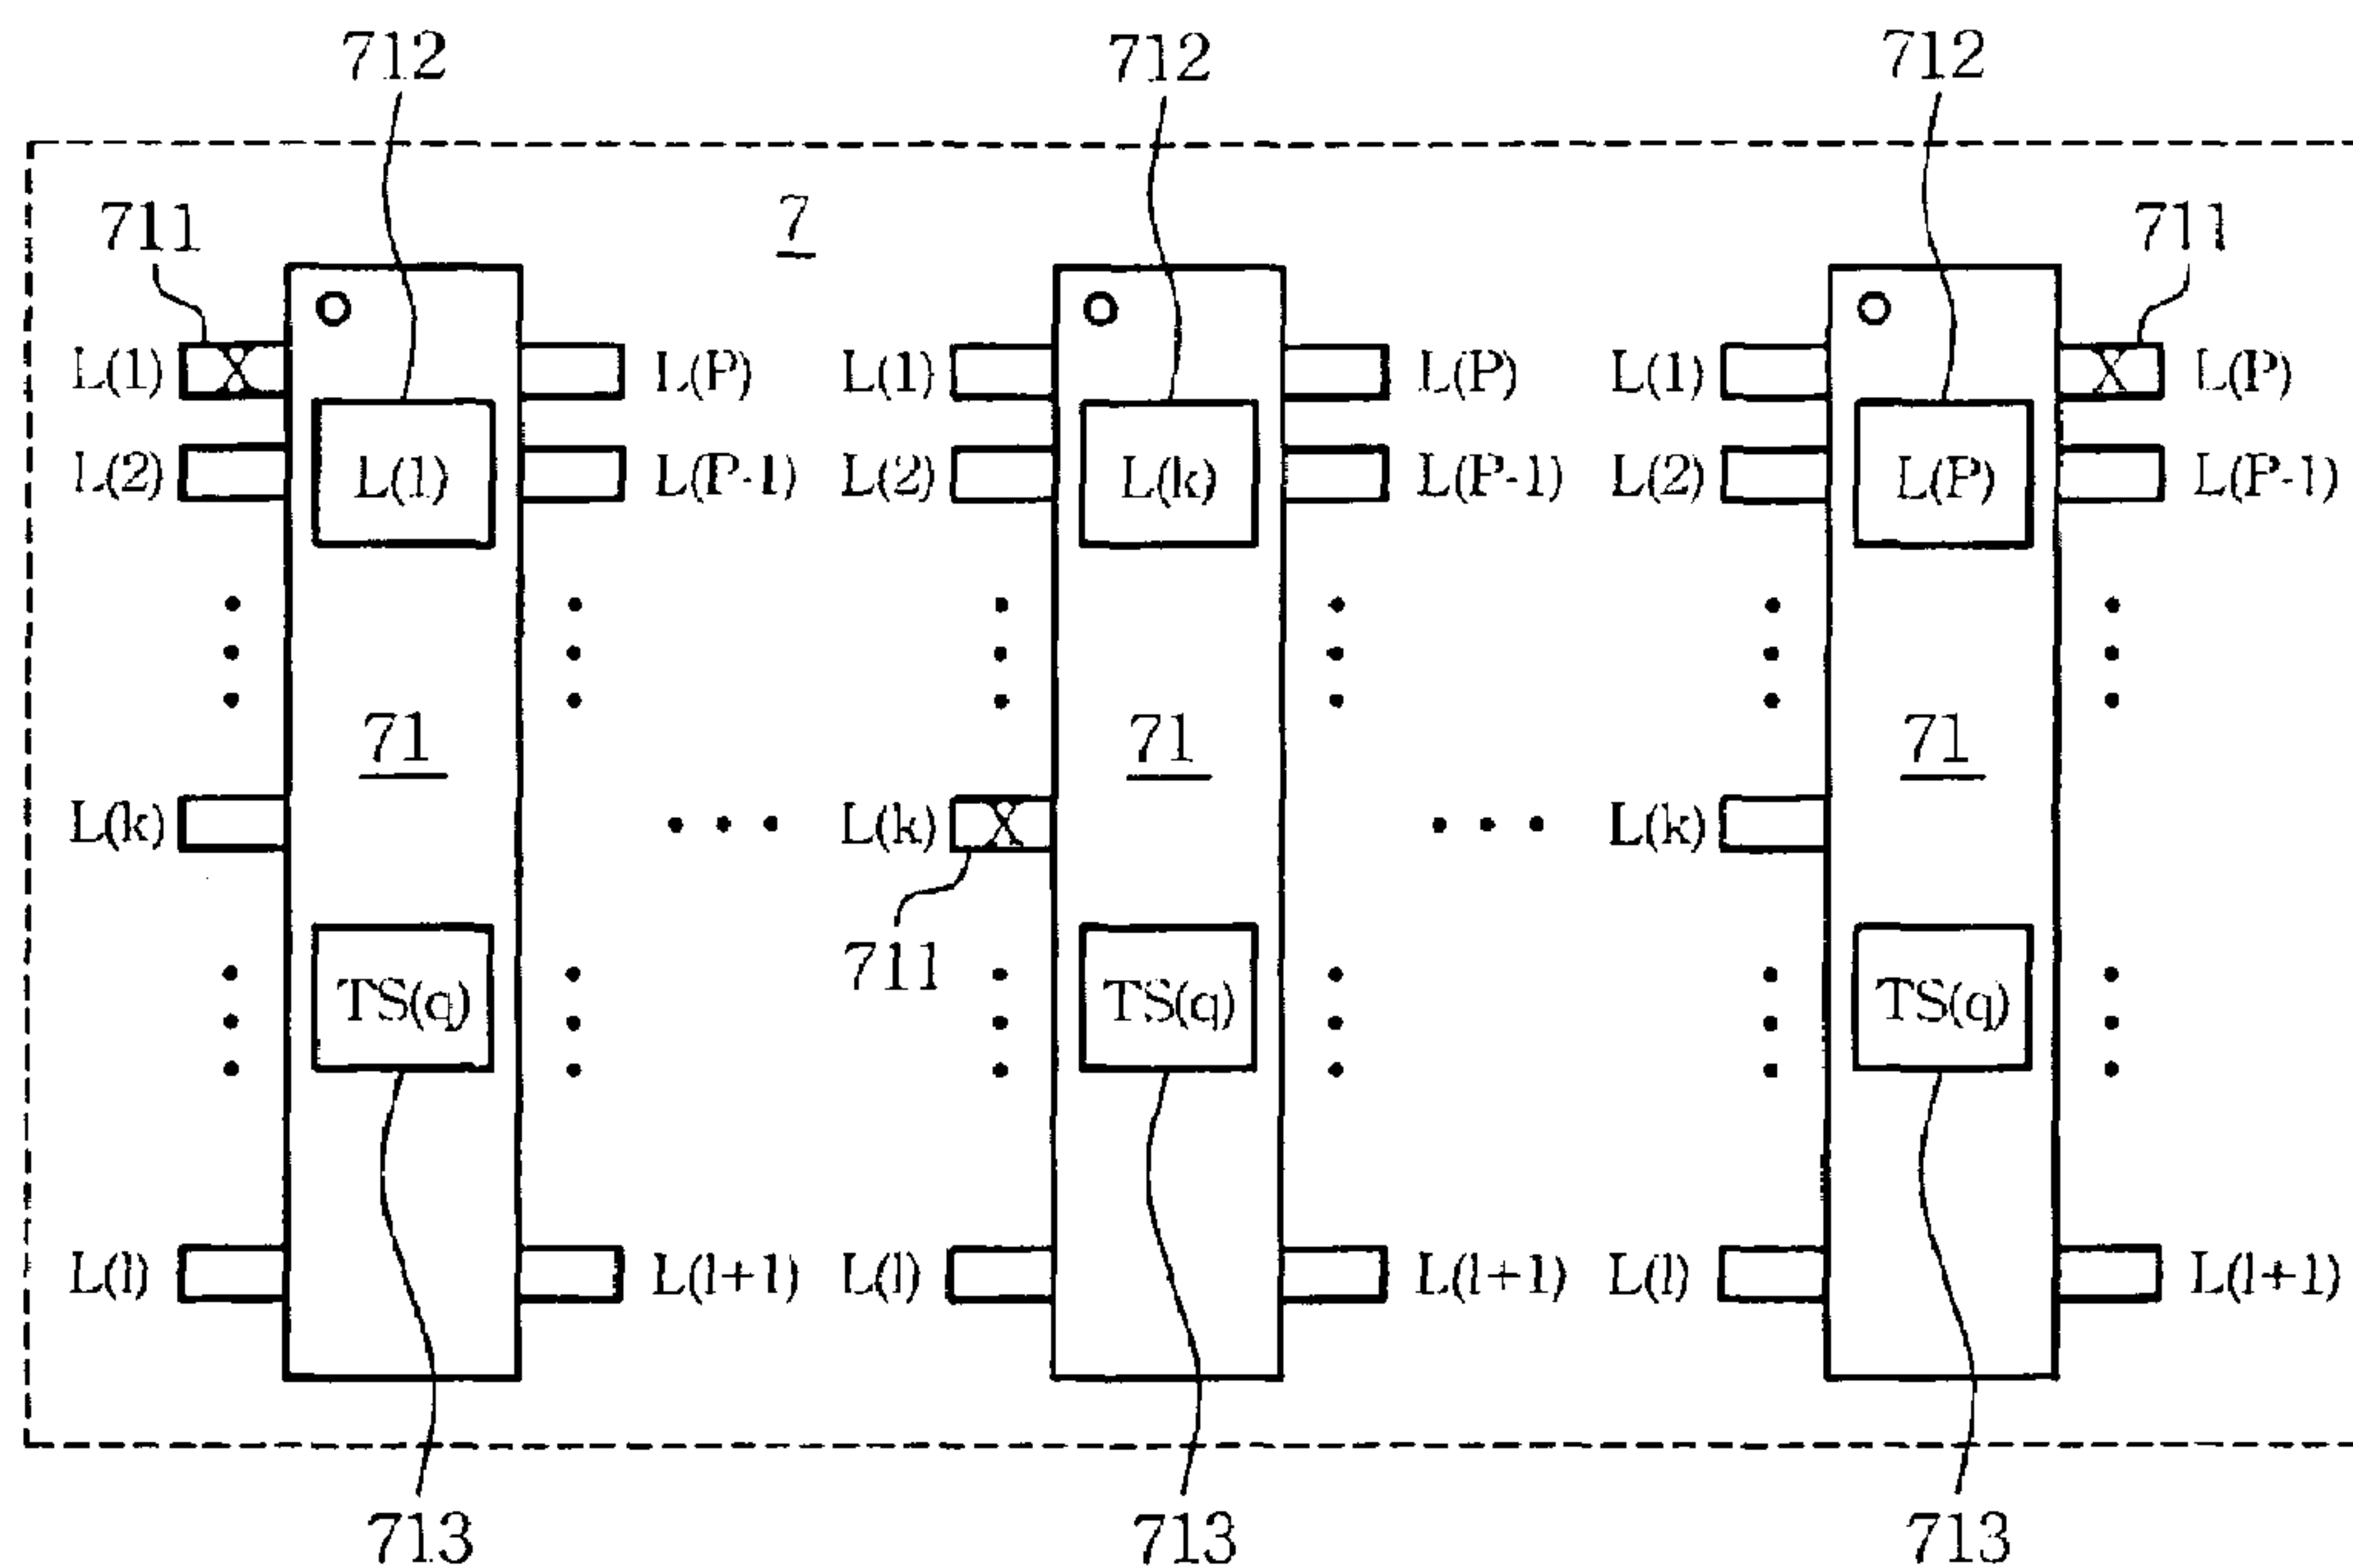 712 712 712
711 7 711
L(1) L(P) L(1) L(P) L(1) L(P)
L(2) L(1) L(P-1) L(2) L(k) L(P-1) L(2) L(P) L(P-1)
71 71 71
L(k) L(k) L(k)
711
TS(q) TS(q) TS(q)
L(l) L(l+1) L(l) L(l+1) L(l) L(l+1)
713 713 713